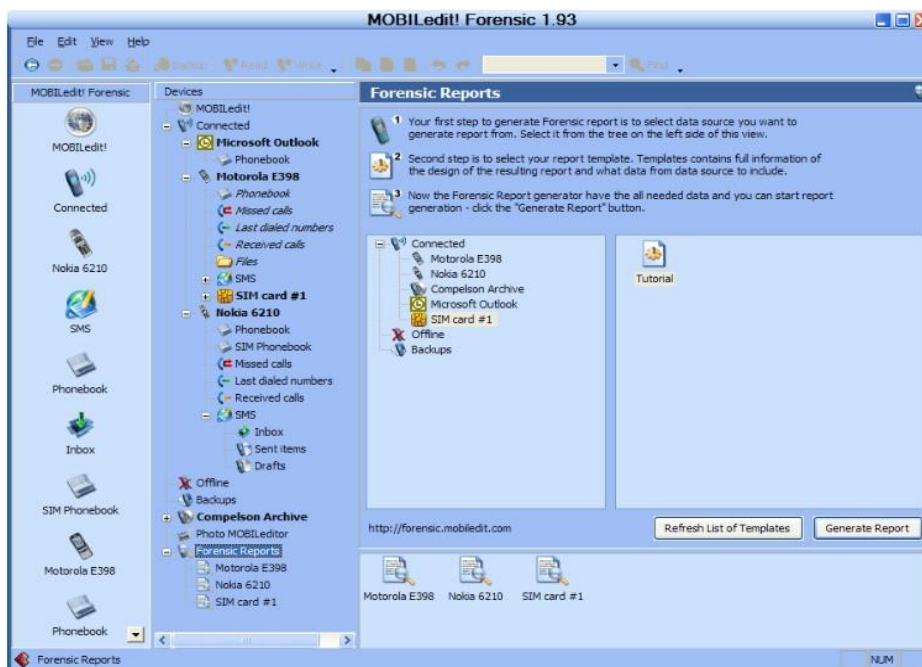 MOBILedit! Forensic 1.93
File Edit View Help
Backup Read Write Find
MOBILedit! Forensic
MOBILedit!
Connected
Nokia 6210
SMS
Phonebook
Inbox
SIM Phonebook
Motorola E398
Phonebook
Devices
MOBILedit!
Connected
Microsoft Outlook
Phonebook
Motorola E398
Phonebook
Missed calls
Last dialed numbers
Received calls
Files
SMS
SIM card #1
Nokia 6210
Phonebook
SIM Phonebook
Missed calls
Last dialed numbers
Received calls
SMS
Inbox
Sent items
Drafts
Offline
Backups
Compelson Archive
Photo MOBILeditor
Forensic Reports
Motorola E398
Nokia 6210
SIM card #1
Forensic Reports
1 Your first step to generate Forensic report is to select data source you want to
generate report from. Select it from the tree on the left side of this view.
2 Second step is to select your report template. Templates contains full information of
the design of the resulting report and what data from data source to include.
3 Now the Forensic Report generator have the all needed data and you can start report
generation - click the "Generate Report" button.
Connected
Motorola E398
Nokia 6210
Compelson Archive
Microsoft Outlook
SIM card #1
Offline
Backups
Tutorial
http://forensic.mobiledit.com
Refresh List of Templates
Generate Report
Motorola E398 Nokia 6210 SIM card #1
Forensic Reports
NUM